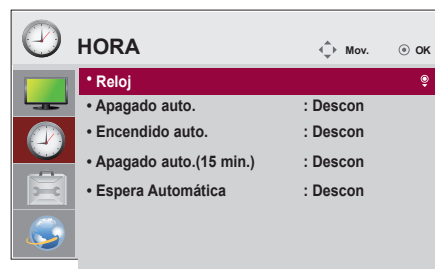 HORA Mov. OK
• Reloj
• Apagado auto. : Descon
• Encendido auto. : Descon
• Apagado auto.(15 min.) : Descon
• Espera Automática : Descon